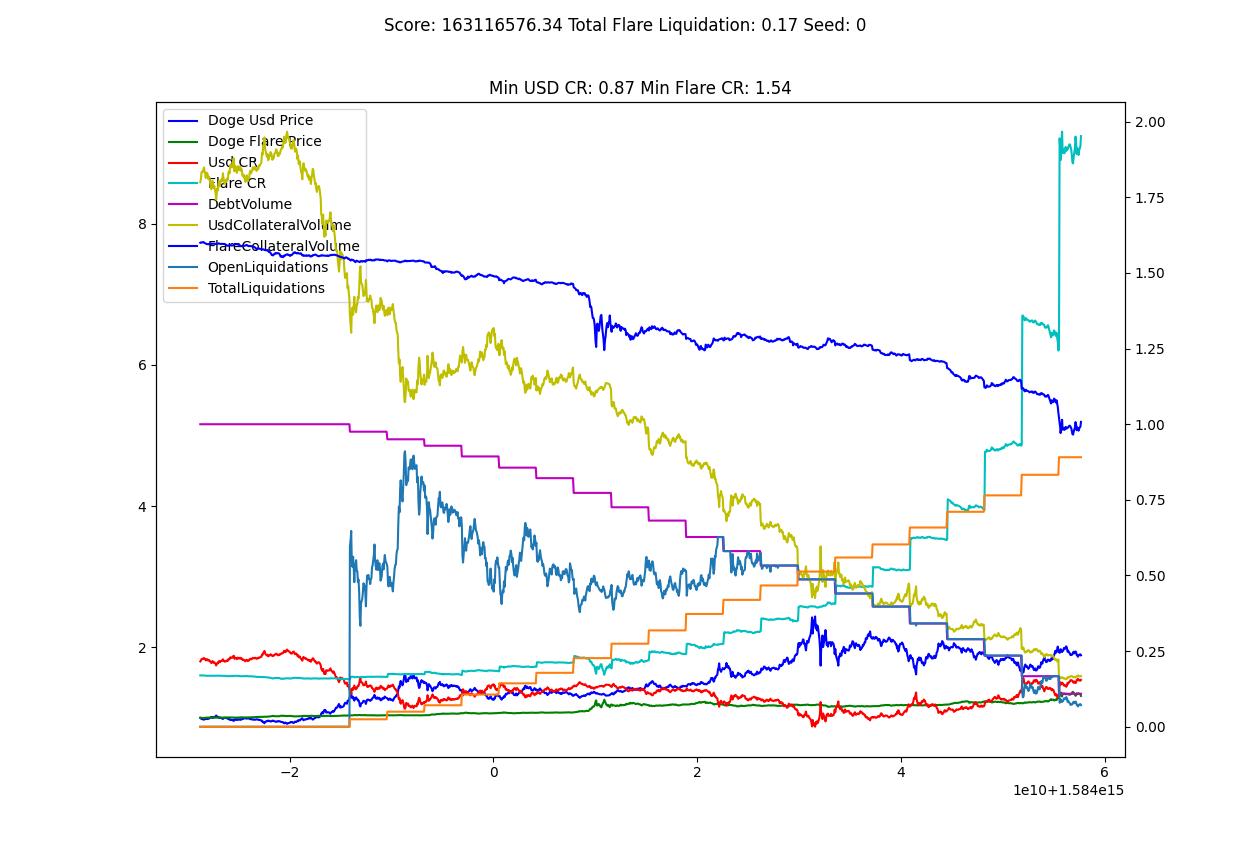 Score: 163116576.34 Total Flare Liquidation: 0.17 Seed: 0
Min USD CR: 0.87 Min Flare CR: 1.54
Doge Usd Price
Doge Flare Price
Usd CR
Flare CR
DebtVolume
UsdCollateralVolume
FlareCollateralVolume
OpenLiquidations
TotalLiquidations
8
6
4
2
2.00
1.75
1.50
1.25
1.00
0.75
0.50
0.25
0.00
−2
0
2
4
6
1e10+1.584e15